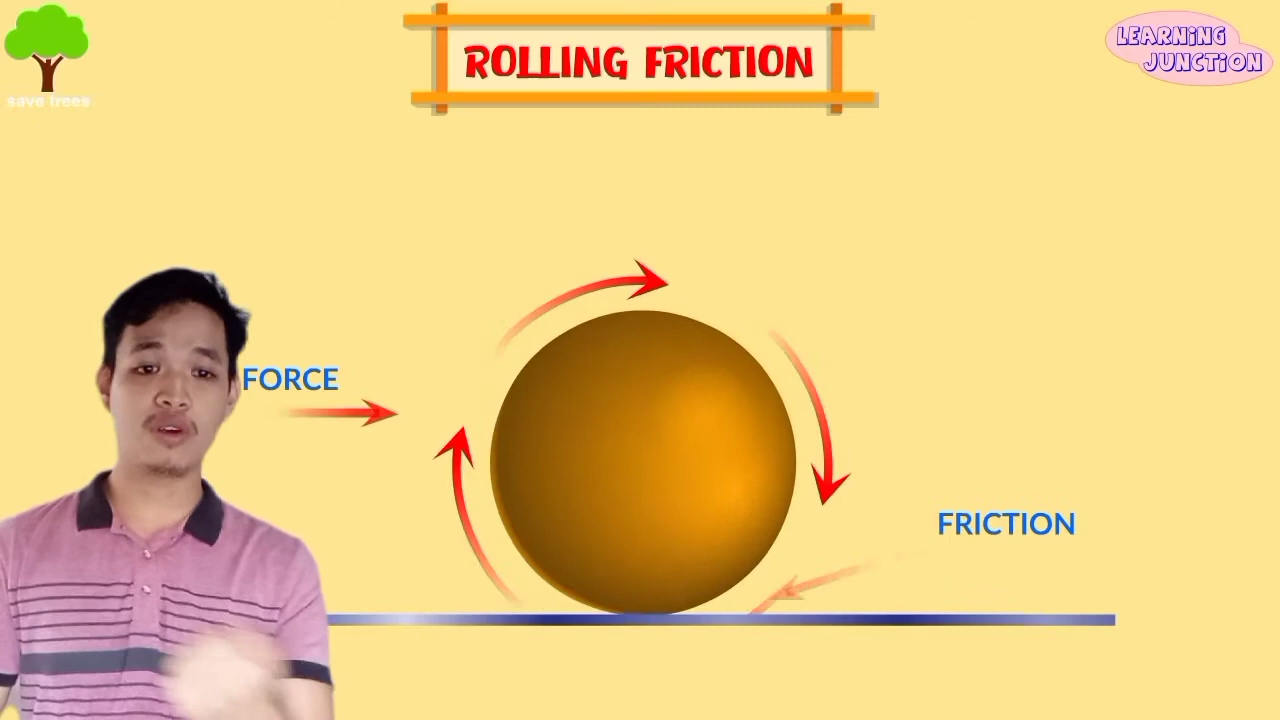 ROLLING FRICTION
LEARNING
JUNCTION
save trees
FORCE
FRICTION